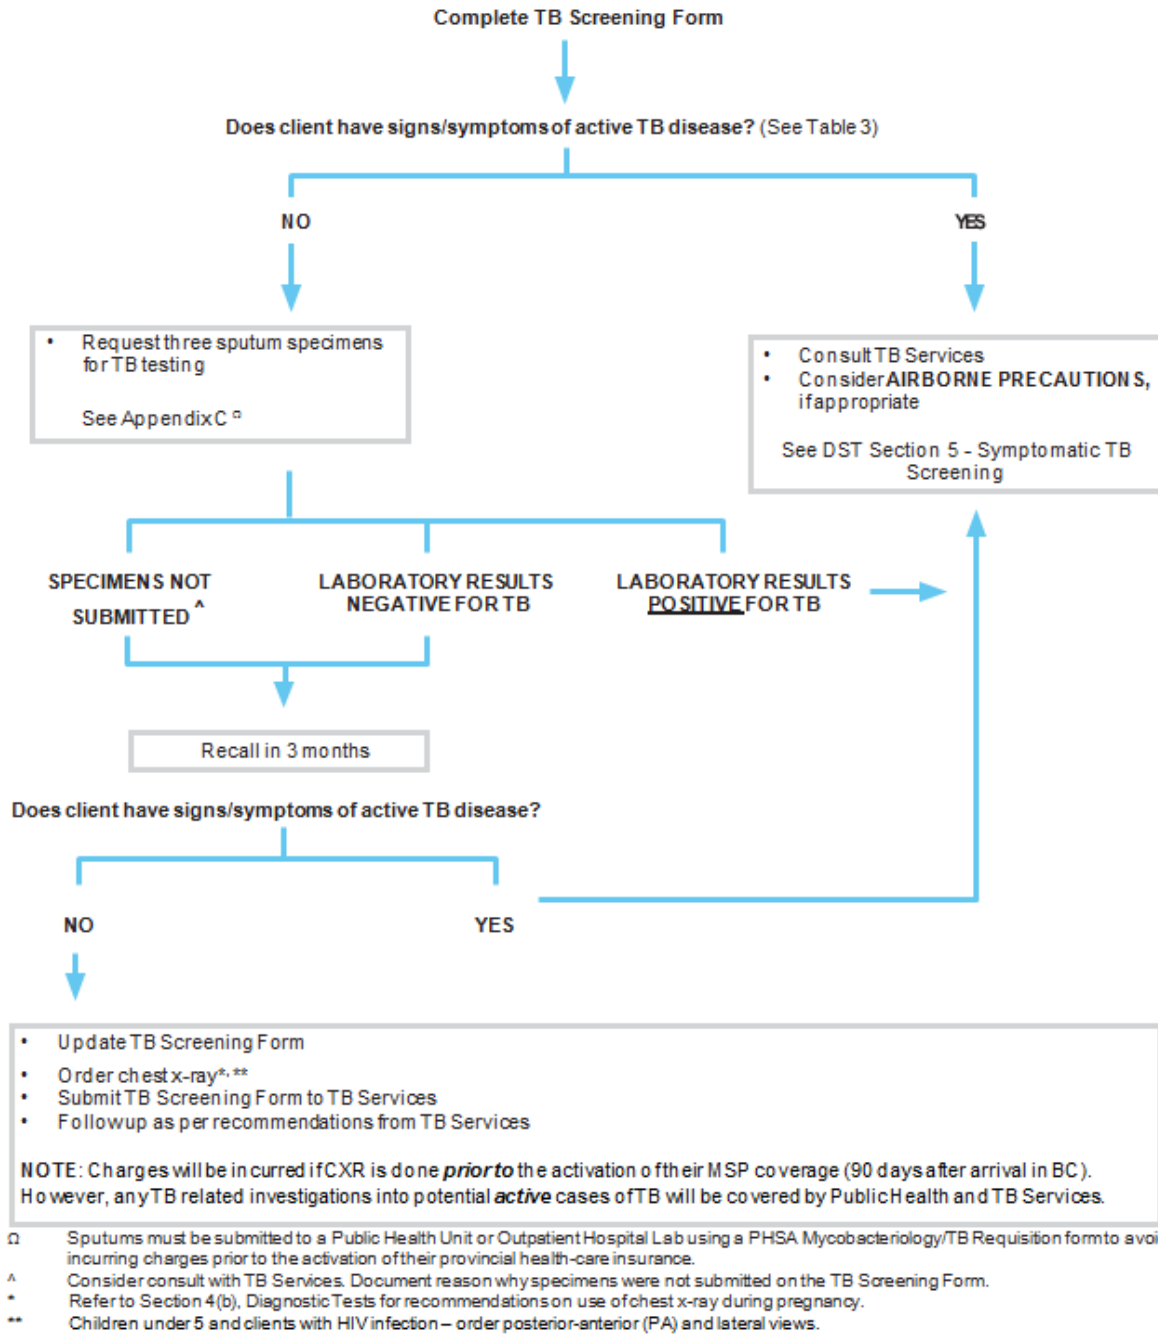 Complete TB Screening Form
Does client have signs/symptoms of active TB disease? (See Table 3)
NO
YES
• Request three sputum specimens
for TB testing
See Appendix C Ω
• Consult TB Services
• Consider AIRBORNE PRECAUTIONS,
if appropriate
See DST Section 5 - Symptomatic TB
Screening
SPECIMENS NOT
SUBMITTED ^
LABORATORY RESULTS
NEGATIVE FOR TB
LABORATORY RESULTS
POSITIVE FOR TB
Recall in 3 months
Does client have signs/symptoms of active TB disease?
NO
YES
• Update TB Screening Form
• Order chest x-ray*, **
• Submit TB Screening Form to TB Services
• Followup as per recommendations from TB Services
NOTE: Charges will be incurred if CXR is done prior to the activation of their MSP coverage (90 days after arrival in BC).
However, any TB related investigations into potential active cases of TB will be covered by Public Health and TB Services.
Ω Sputums must be submitted to a Public Health Unit or Outpatient Hospital Lab using a PHSA Mycobacteriology/TB Requisition form to avoi
incurring charges prior to the activation of their provincial health-care insurance.
^ Consider consult with TB Services. Document reason why specimens were not submitted on the TB Screening Form.
* Refer to Section 4(b), Diagnostic Tests for recommendations on use of chest x-ray during pregnancy.
** Children under 5 and clients with HIV infection – order posterior-anterior (PA) and lateral views.